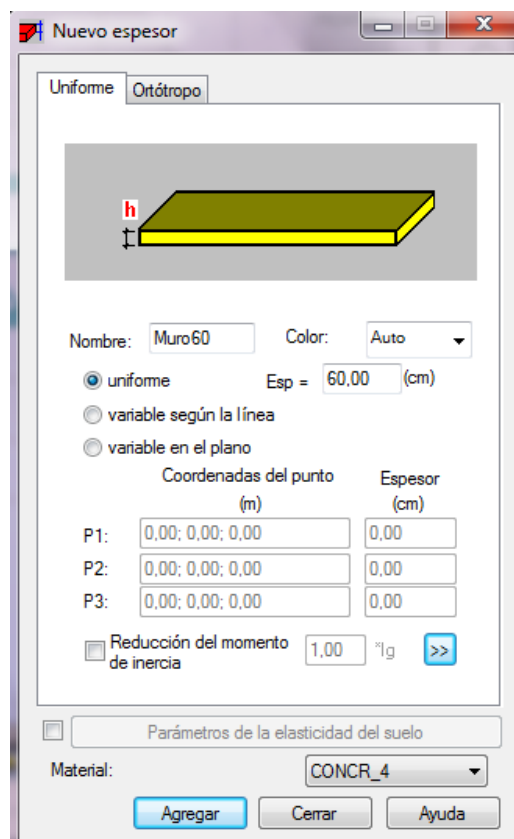 Nuevo espesor
Uniforme Ortótropo
h
Nombre: Muro60 Color: Auto
uniforme Esp = 60,00 (cm)
variable según la línea
variable en el plano
Coordenadas del punto Espesor
(m) (cm)
P1: 0,00; 0,00; 0,00 0,00
P2: 0,00; 0,00; 0,00 0,00
P3: 0,00; 0,00; 0,00 0,00
Reducción del momento
de inercia 1,00 *Ig >>
Parámetros de la elasticidad del suelo
Material: CONCR_4
Agregar Cerrar Ayuda